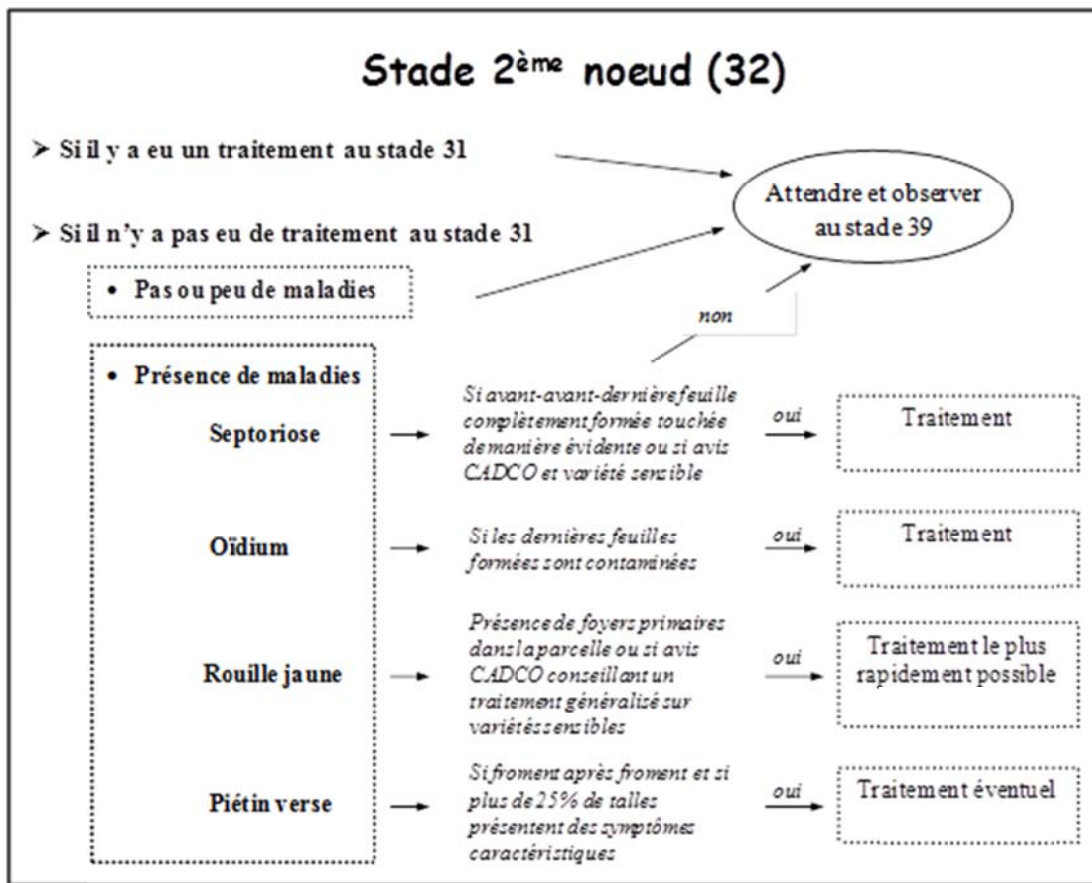 Stade 2ème noeud (32)
➤ Si il y a eu un traitement au stade 31
Attendre et observer
au stade 39
➤ Si il n'y a pas eu de traitement au stade 31
• Pas ou peu de maladies
non
• Présence de maladies
Septoriose
Si avant-avant-dernière feuille
complètement formée touchée
de manière évidente ou si avis
CADCO et variété sensible
oui
Traitement
Oïdium
Si les dernières feuilles
formées sont contaminées
oui
Traitement
Rouille jaune
Présence de foyers primaires
dans la parcelle ou si avis
CADCO conseillant un
traitement généralisé sur
variétés sensibles
oui
Traitement le plus
rapidement possible
Piétin verse
Si froment après froment et si
plus de 25% de talles
présentent des symptômes
caractéristiques
oui
Traitement éventuel